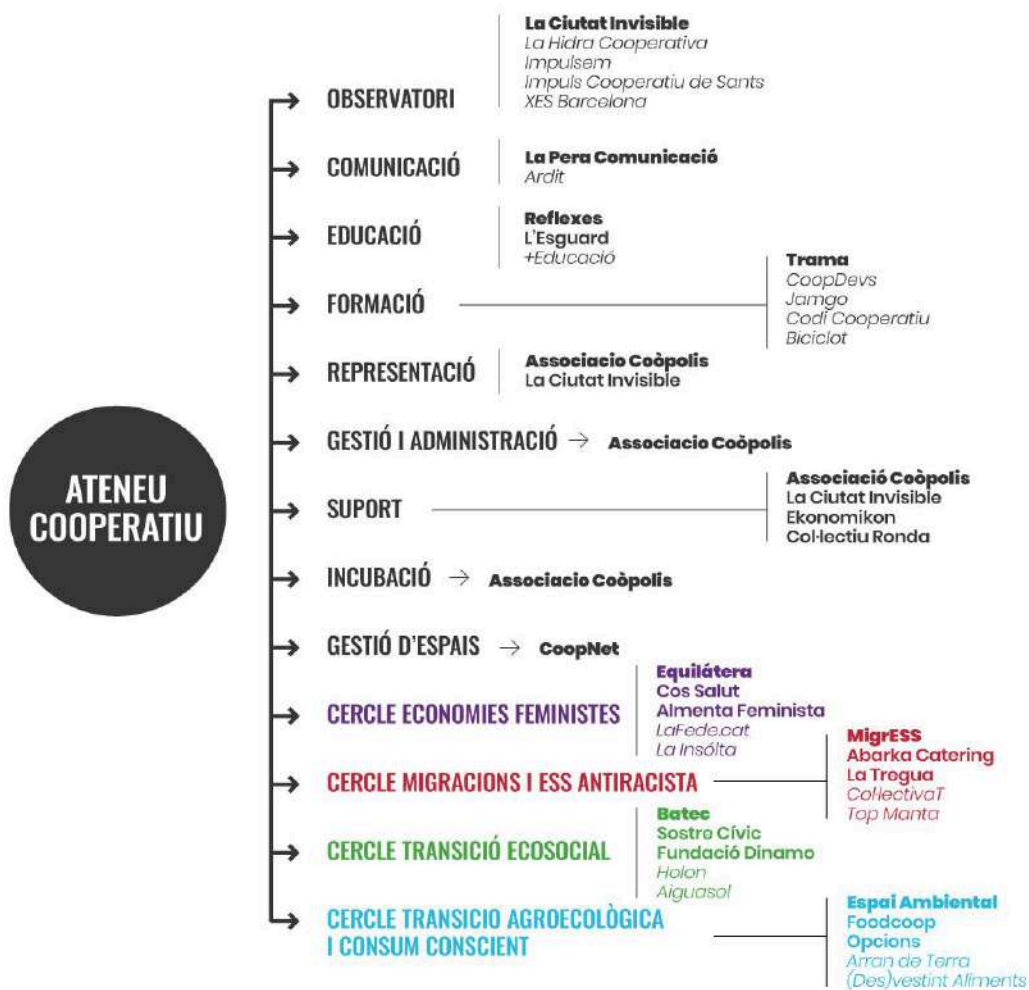 La Ciutat Invisible
La Hidra Cooperativa
Impulsem
Impuls Cooperatiu de Sants
XES Barcelona
OBSERVATORI
COMUNICACIÓ
La Pera Comunicació
Ardit
EDUCACIÓ
Reflexes
L'Esguard
+Educació
FORMACIÓ
Trama
CoopDevs
Jamgo
Codi Cooperatiu
Biciclot
REPRESENTACIÓ
Associacio Coòpolis
La Ciutat Invisible
ATENEU
COOPERATIU
GESTIÓ I ADMINISTRACIÓ → Associacio Coòpolis
SUPORT
Associació Coòpolis
La Ciutat Invisible
Ekonomikon
Col·lectiu Ronda
INCUBACIÓ → Associacio Coòpolis
GESTIÓ D'ESPAIS → CoopNet
CERCLE ECONOMIES FEMINISTES
Equilátera
Cos Salut
Almenta Feminista
LaFede.cat
La Insólta
CERCLE MIGRACIONS I ESS ANTIRACISTA
MigrESS
Abarka Catering
La Tregua
Col·lectivaT
Top Manta
CERCLE TRANSICIÓ ECOSOCIAL
Batec
Sostre Cívic
Fundació Dinamo
Holon
Aiguasol
CERCLE TRANSICIO AGROECOLÒGICA
I CONSUM CONSCIENT
Espai Ambiental
Foodcoop
Opcions
Arran de Terra
(Des)vestint Aliments